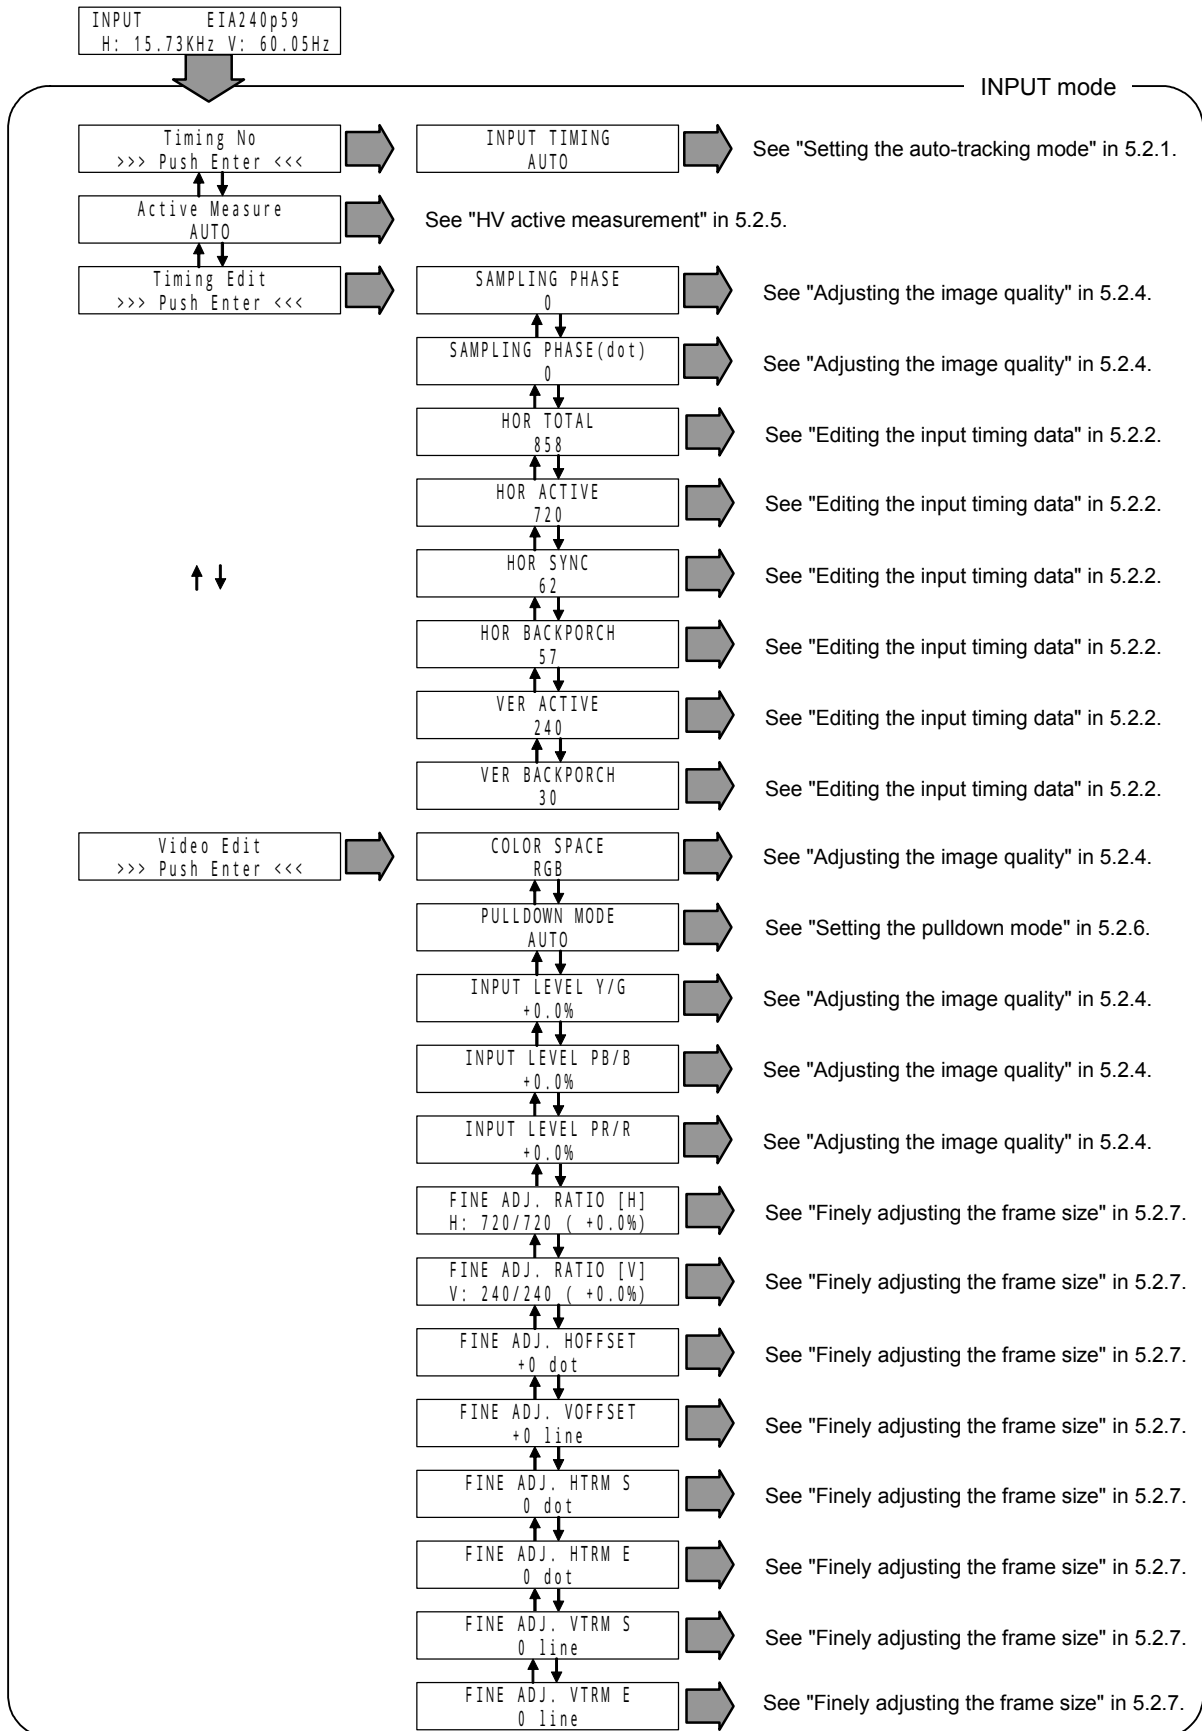 INPUT EIA240p59
H: 15.73KHz V: 60.05Hz
INPUT mode
Timing No
>>> Push Enter <<<
INPUT TIMING
AUTO
See "Setting the auto-tracking mode" in 5.2.1.
Active Measure
AUTO
See "HV active measurement" in 5.2.5.
Timing Edit
>>> Push Enter <<<
SAMPLING PHASE
0
See "Adjusting the image quality" in 5.2.4.
SAMPLING PHASE(dot)
0
See "Adjusting the image quality" in 5.2.4.
HOR TOTAL
858
See "Editing the input timing data" in 5.2.2.
HOR ACTIVE
720
See "Editing the input timing data" in 5.2.2.
HOR SYNC
62
See "Editing the input timing data" in 5.2.2.
HOR BACKPORCH
57
See "Editing the input timing data" in 5.2.2.
VER ACTIVE
240
See "Editing the input timing data" in 5.2.2.
VER BACKPORCH
30
See "Editing the input timing data" in 5.2.2.
Video Edit
>>> Push Enter <<<
COLOR SPACE
RGB
See "Adjusting the image quality" in 5.2.4.
PULLDOWN MODE
AUTO
See "Setting the pulldown mode" in 5.2.6.
INPUT LEVEL Y/G
+0.0%
See "Adjusting the image quality" in 5.2.4.
INPUT LEVEL PB/B
+0.0%
See "Adjusting the image quality" in 5.2.4.
INPUT LEVEL PR/R
+0.0%
See "Adjusting the image quality" in 5.2.4.
FINE ADJ. RATIO [H]
H: 720/720 ( +0.0%)
See "Finely adjusting the frame size" in 5.2.7.
FINE ADJ. RATIO [V]
V: 240/240 ( +0.0%)
See "Finely adjusting the frame size" in 5.2.7.
FINE ADJ. HOFFSET
+0 dot
See "Finely adjusting the frame size" in 5.2.7.
FINE ADJ. VOFFSET
+0 line
See "Finely adjusting the frame size" in 5.2.7.
FINE ADJ. HTRM S
0 dot
See "Finely adjusting the frame size" in 5.2.7.
FINE ADJ. HTRM E
0 dot
See "Finely adjusting the frame size" in 5.2.7.
FINE ADJ. VTRM S
0 line
See "Finely adjusting the frame size" in 5.2.7.
FINE ADJ. VTRM E
0 line
See "Finely adjusting the frame size" in 5.2.7.